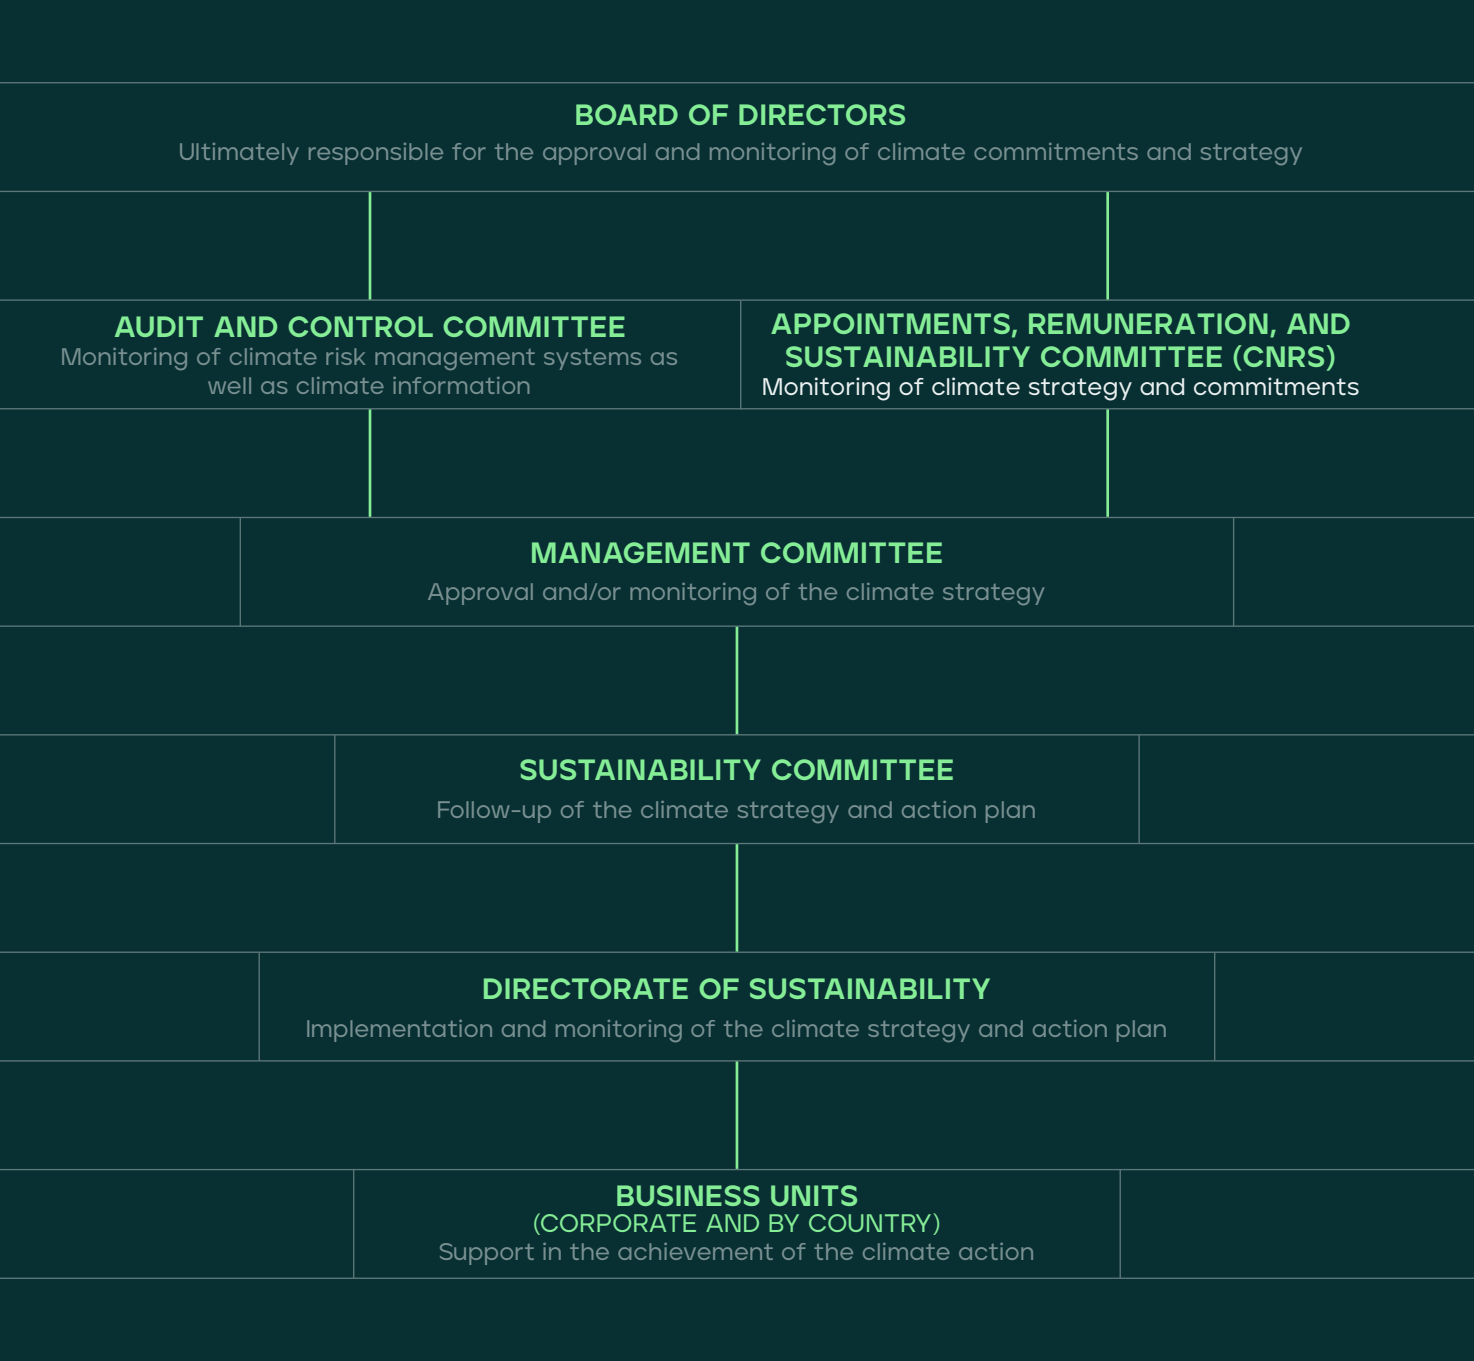 BOARD OF DIRECTORS
Ultimately responsible for the approval and monitoring of climate commitments and strategy
AUDIT AND CONTROL COMMITTEE
Monitoring of climate risk management systems as
well as climate information
APPOINTMENTS, REMUNERATION, AND
SUSTAINABILITY COMMITTEE (CNRS)
Monitoring of climate strategy and commitments
MANAGEMENT COMMITTEE
Approval and/or monitoring of the climate strategy
SUSTAINABILITY COMMITTEE
Follow-up of the climate strategy and action plan
DIRECTORATE OF SUSTAINABILITY
Implementation and monitoring of the climate strategy and action plan
BUSINESS UNITS
(CORPORATE AND BY COUNTRY)
Support in the achievement of the climate action